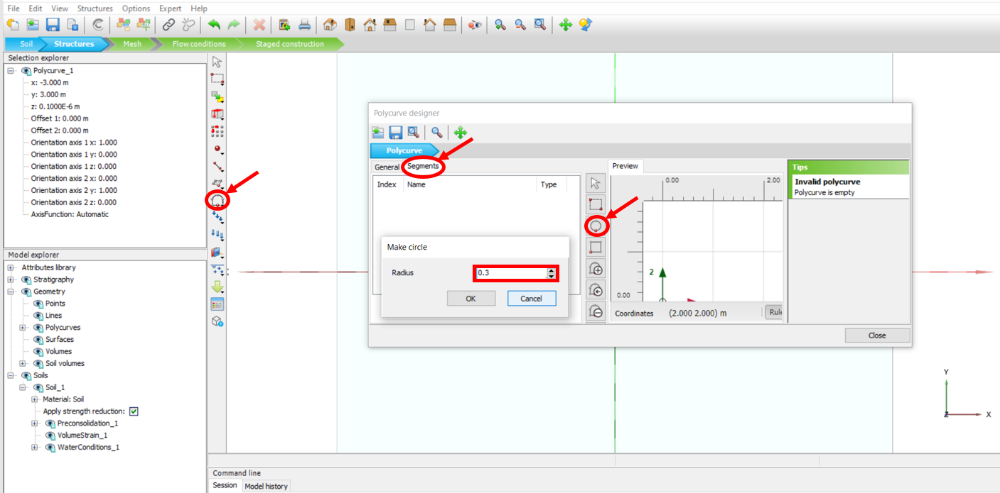 File Edit View Structures Options Expert Help
Soil Structures Mesh Flow conditions Staged construction
Selection explorer
Polycurve_1
x: -3.000 m
y: 3.000 m
z: 0.1000E-6 m
Offset 1: 0.000 m
Offset 2: 0.000 m
Orientation axis 1 x: 1.000
Orientation axis 1 y: 0.000
Orientation axis 1 z: 0.000
Orientation axis 2 x: 0.000
Orientation axis 2 y: 1.000
Orientation axis 2 z: 0.000
AxisFunction: Automatic
Model explorer
Attributes library
Stratigraphy
Geometry
Points
Lines
Polycurves
Surfaces
Volumes
Soil volumes
Soils
Soil_1
Material: Soil
Apply strength reduction:
Preconsolidation_1
VolumeStrain_1
WaterConditions_1
Polycurve designer
Polycurve
General Segments
Index Name Type
Make circle
Radius 0.3
OK Cancel
Preview
0.00 2.00
2
0.00
Coordinates (2.000 2.000) m Rule
Tips
Invalid polycurve
Polycurve is empty
Close
Y
Z X
Command line
Session Model history